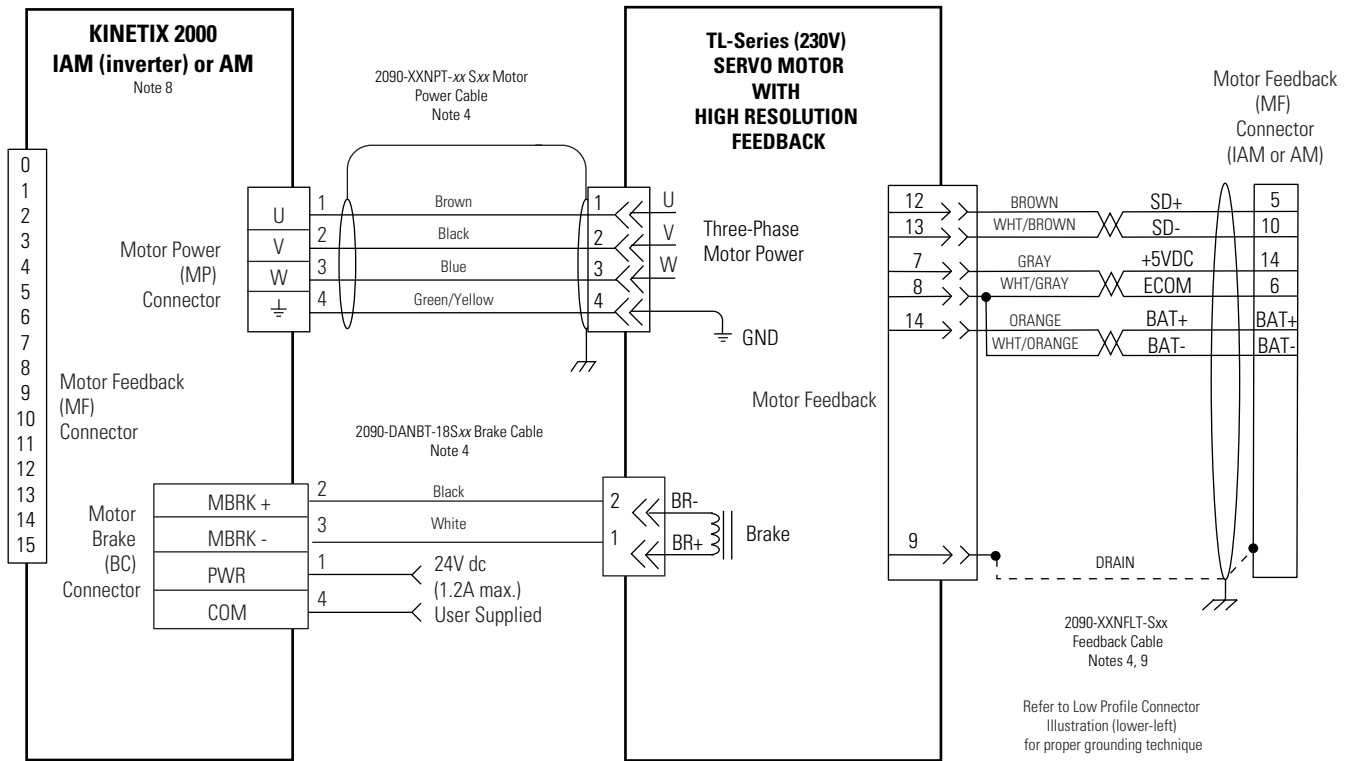 KINETIX 2000
IAM (inverter) or AM
Note 8
0
1
2
3
4
5
6
7
8
9
10
11
12
13
14
15
Motor Feedback
(MF)
Connector
Motor Power
(MP)
Connector
U
V
W
1
2
3
4
2090-XXNPT-xx Sxx Motor
Power Cable
Note 4
Brown
Black
Blue
Green/Yellow
1
2
3
4
U
V
W
Three-Phase
Motor Power
GND
TL-Series (230V)
SERVO MOTOR
WITH
HIGH RESOLUTION
FEEDBACK
Motor
Brake
(BC)
Connector
MBRK +
MBRK -
PWR
COM
2
3
1
4
2090-DANBT-18Sxx Brake Cable
Note 4
Black
White
24V dc
(1.2A max.)
User Supplied
2
1
BR-
BR+
Brake
Motor Feedback
12
13
7
8
14
9
BROWN
WHT/BROWN
GRAY
WHT/GRAY
ORANGE
WHT/ORANGE
DRAIN
SD+
SD-
+5VDC
ECOM
BAT+
BAT-
Motor Feedback
(MF)
Connector
(IAM or AM)
5
10
14
6
BAT+
BAT-
2090-XXNFLT-Sxx
Feedback Cable
Notes 4, 9
Refer to Low Profile Connector
Illustration (lower-left)
for proper grounding technique